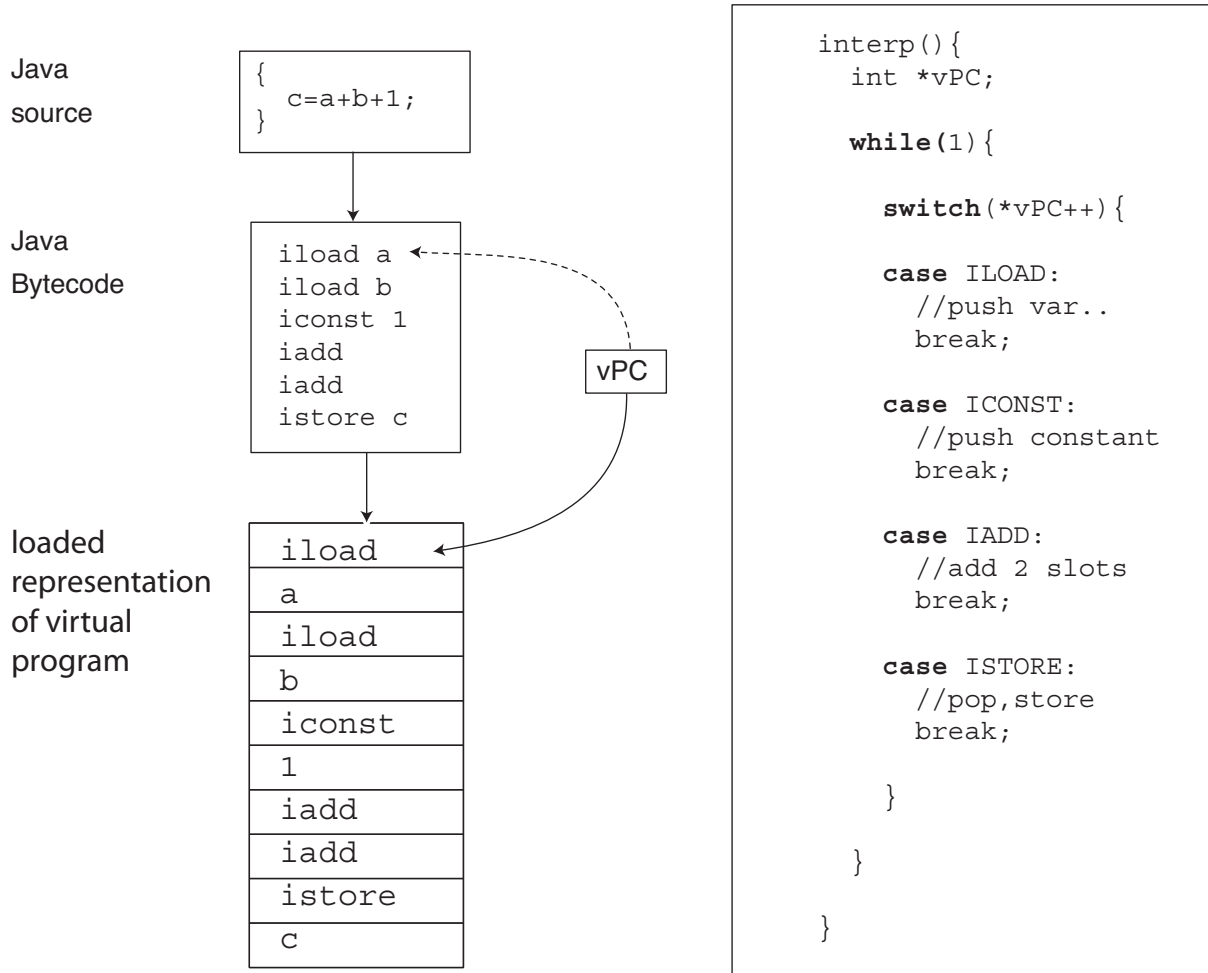 Java
source
{
c=a+b+1;
}
Java
Bytecode
iload a
iload b
iconst 1
iadd
iadd
istore c
vPC
loaded
representation
of virtual
program
iload
a
iload
b
iconst
1
iadd
iadd
istore
c
interp(){
int *vPC;
while(1){
switch(*vPC++){
case ILOAD:
//push var..
break;
case ICONST:
//push constant
break;
case IADD:
//add 2 slots
break;
case ISTORE:
//pop,store
break;
}
}
}